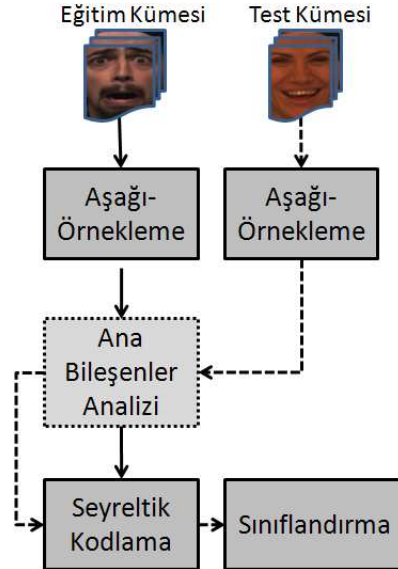 Eğitim Kümesi
Test Kümesi
Aşağı-
Örnekleme
Aşağı-
Örnekleme
Ana
Bileşenler
Analizi
Seyreltik
Kodlama
Sınıflandırma